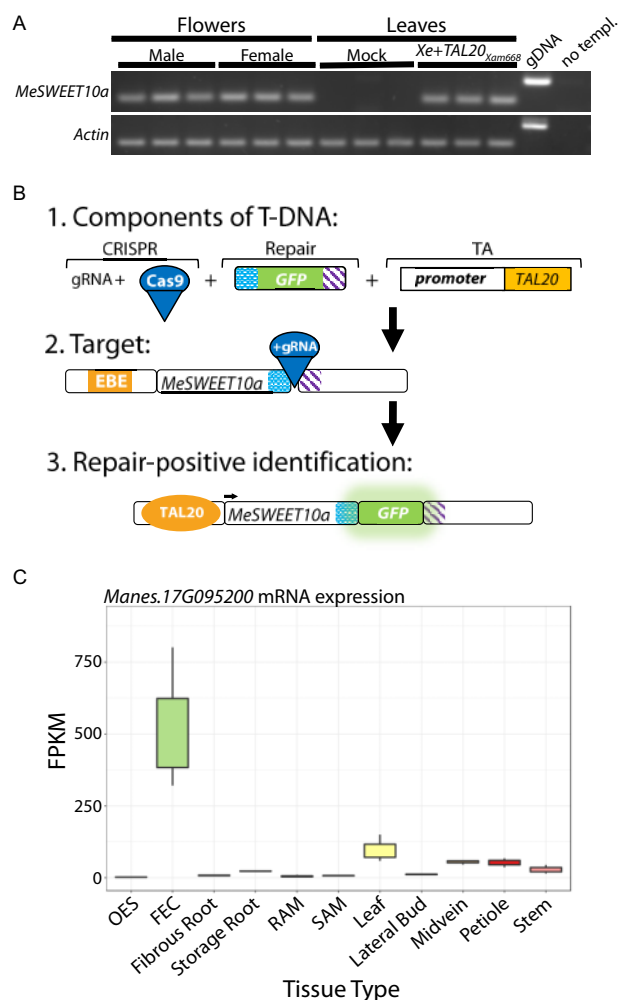 A
Flowers Leaves
Male Female Mock Xe+TAL20Xam668 gDNA no templ.
MeSWEET10a
Actin
B
1. Components of T-DNA:
CRISPR Repair TA
gRNA + Cas9 + GFP + promoter TAL20
2. Target:
+gRNA
EBE MeSWEET10a
3. Repair-positive identification:
TAL20 MeSWEET10a GFP
C
Manes.17G095200 mRNA expression
FPKM
750
500
250
0
OES FEC Fibrous Root Storage Root RAM SAM Leaf Lateral Bud Midvein Petiole Stem
Tissue Type